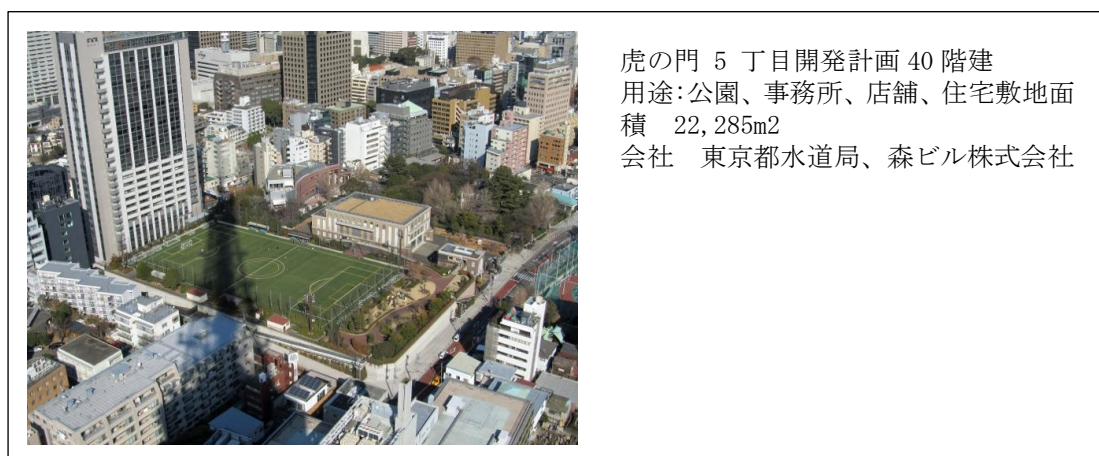 虎の門 5 丁目開発計画 40 階建
用途:公園、事務所、店舗、住宅敷地面
積　22,285m2
会社　東京都水道局、森ビル株式会社